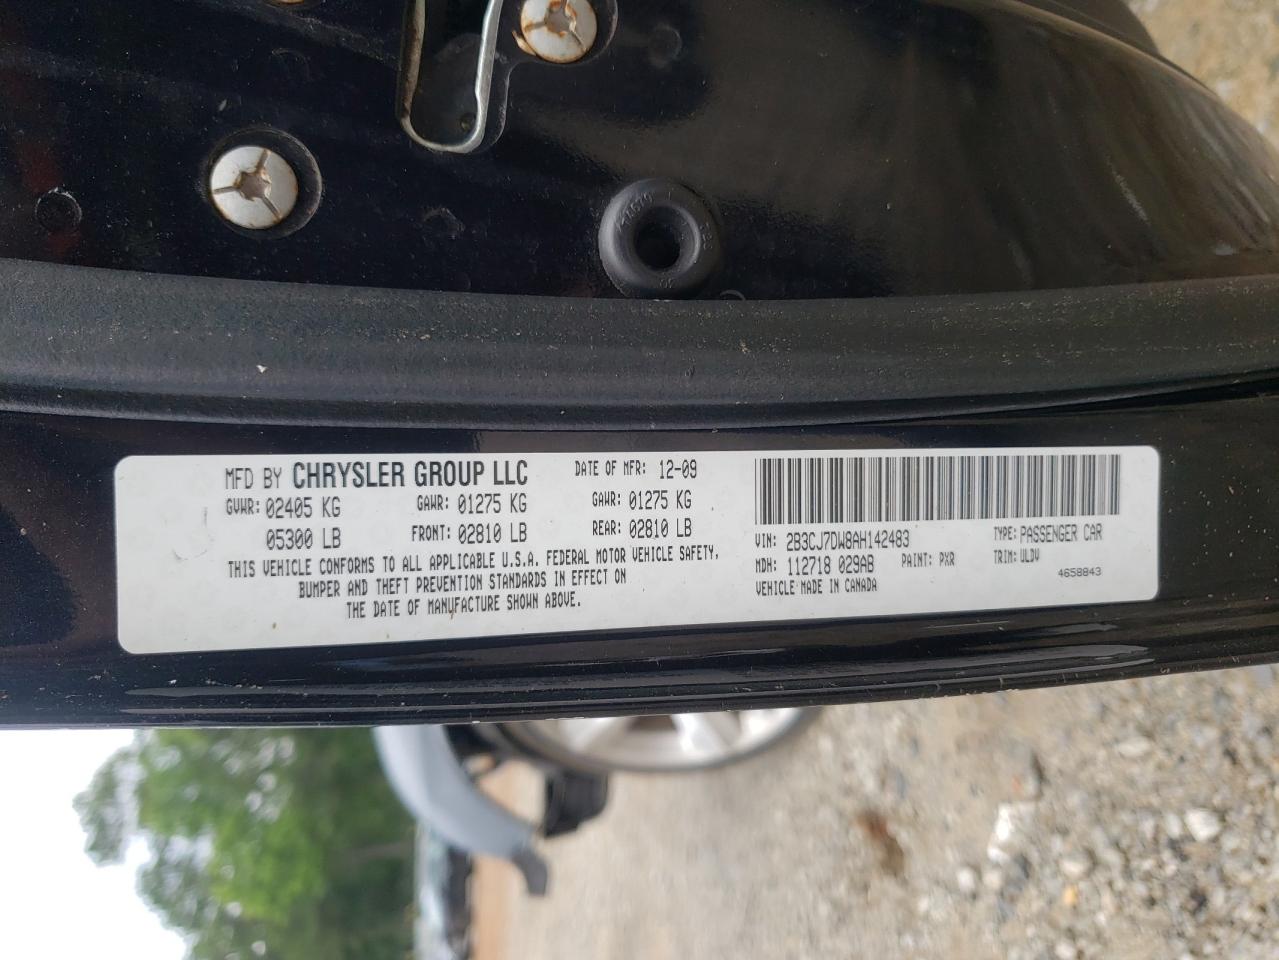 MFD BY CHRYSLER GROUP LLC DATE OF MFR: 12-09
GVWR: 02405 KG GAWR: 01275 KG GAWR: 01275 KG
05300 LB FRONT: 02810 LB REAR: 02810 LB
THIS VEHICLE CONFORMS TO ALL APPLICABLE U.S.A. FEDERAL MOTOR VEHICLE SAFETY,
BUMPER AND THEFT PREVENTION STANDARDS IN EFFECT ON
THE DATE OF MANUFACTURE SHOWN ABOVE.
VIN: 2B3CJ7DW8AH142483 TYPE: PASSENGER CAR
MDH: 112718 029AB PAINT: PXR TRIM: ULDV
VEHICLE MADE IN CANADA 4658843